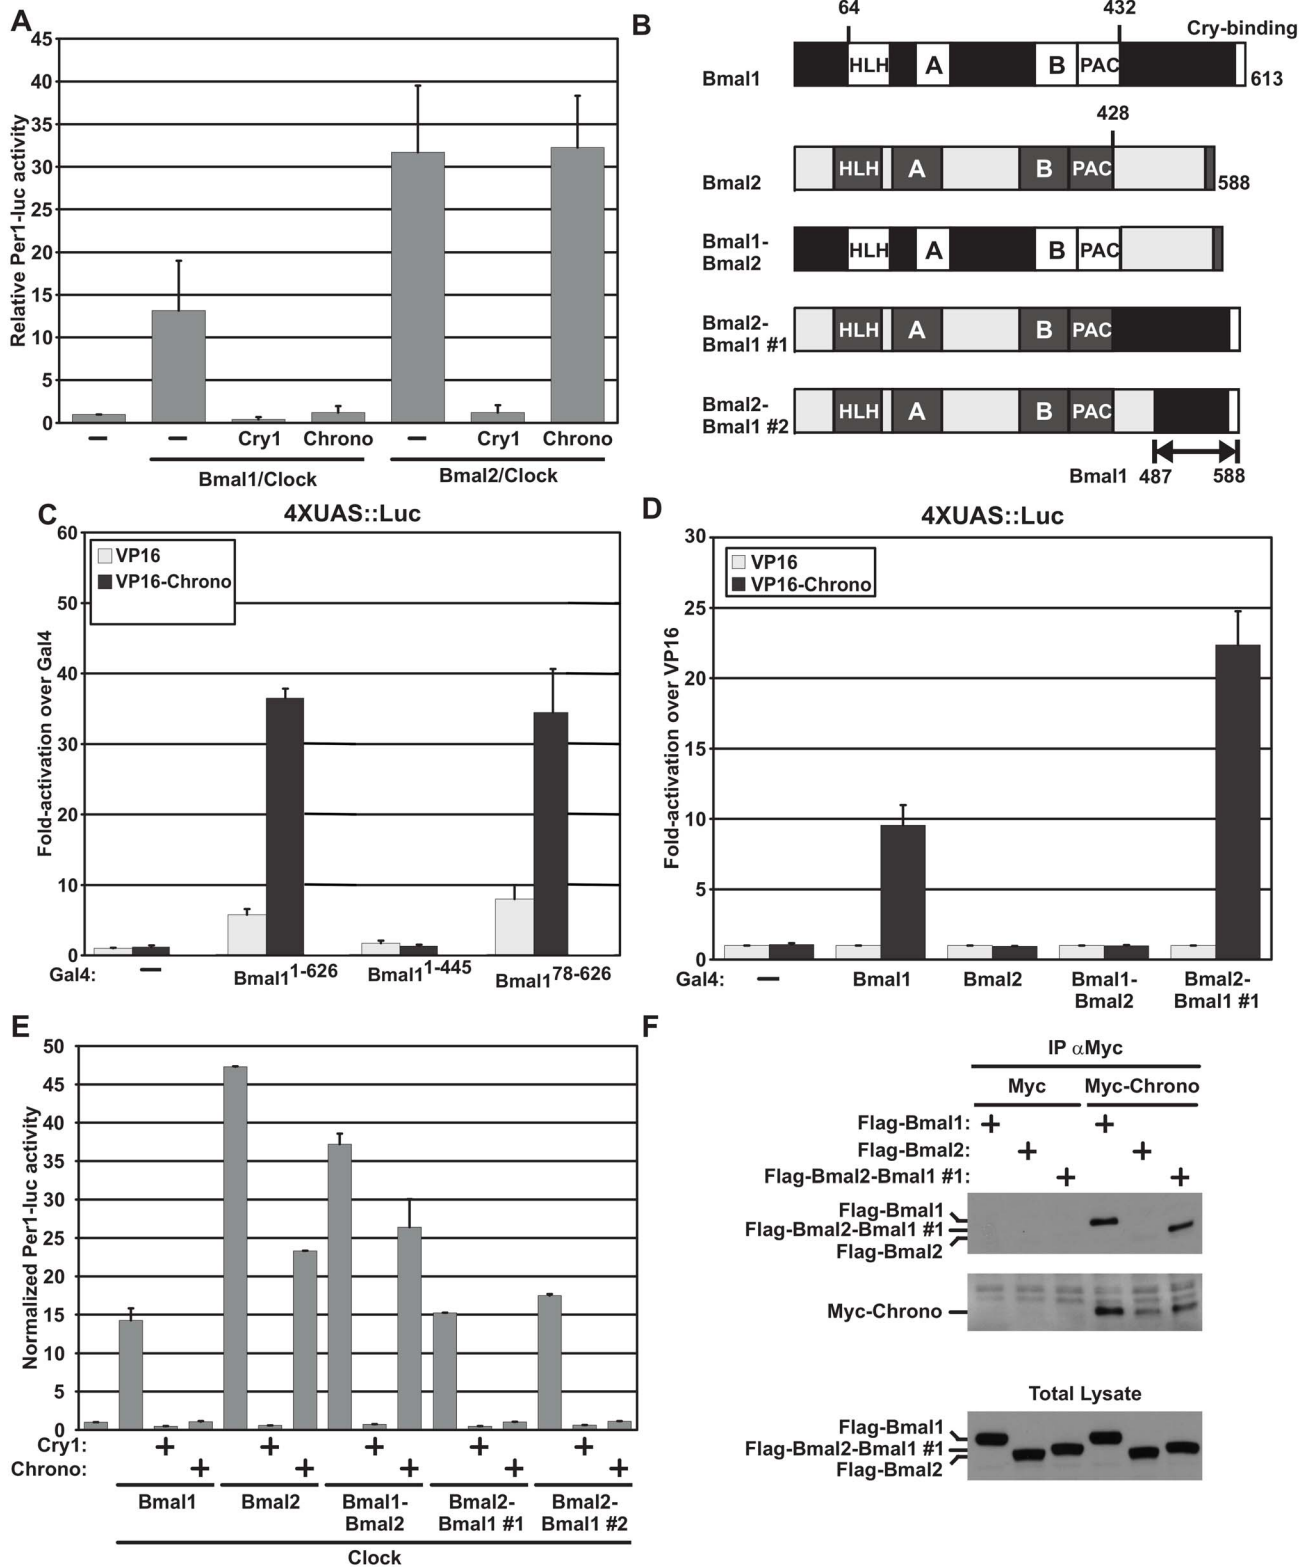 A
45
40
35
30
25
20
15
10
5
0
Relative Per1-luc activity
– – Cry1 Chrono – Cry1 Chrono
Bmal1/Clock Bmal2/Clock
B
64 432
Cry-binding
Bmal1 HLH A B PAC 613
428
Bmal2 HLH A B PAC 588
Bmal1-
Bmal2 HLH A B PAC
Bmal2-
Bmal1 #1 HLH A B PAC
Bmal2-
Bmal1 #2 HLH A B PAC
Bmal1 487 588
C
4XUAS::Luc
60
50
40
30
20
10
0
VP16
VP16-Chrono
Fold-activation over Gal4
Gal4: – Bmal1^1-626 Bmal1^1-445 Bmal1^78-626
D
4XUAS::Luc
30
25
20
15
10
5
0
VP16
VP16-Chrono
Fold-activation over VP16
Gal4: – Bmal1 Bmal2 Bmal1- Bmal2-
Bmal2 Bmal1 #1
E
50
45
40
35
30
25
20
15
10
5
0
Normalized Per1-luc activity
Cry1: + + + + +
Chrono: + + + + +
Bmal1 Bmal2 Bmal1- Bmal2- Bmal2-
Bmal2 Bmal1 #1 Bmal1 #2
Clock
F
IP αMyc
Myc Myc-Chrono
Flag-Bmal1: + +
Flag-Bmal2: + +
Flag-Bmal2-Bmal1 #1: + +
Flag-Bmal1
Flag-Bmal2-Bmal1 #1
Flag-Bmal2
Myc-Chrono
Total Lysate
Flag-Bmal1
Flag-Bmal2-Bmal1 #1
Flag-Bmal2